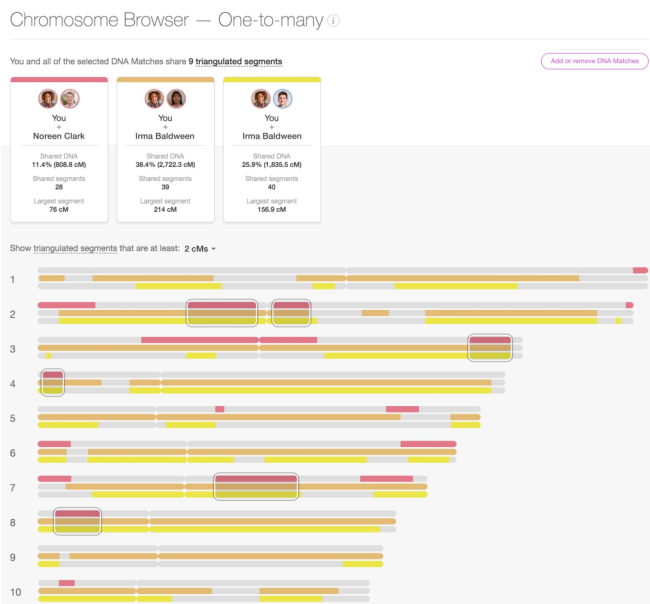 Chromosome Browser — One-to-many i
You and all of the selected DNA Matches share 9 triangulated segments
Add or remove DNA Matches
You
+
Noreen Clark
Shared DNA
11.4% (808.8 cM)
Shared segments
28
Largest segment
76 cM
You
+
Irma Baldween
Shared DNA
38.4% (2,722.3 cM)
Shared segments
39
Largest segment
214 cM
You
+
Irma Baldween
Shared DNA
25.9% (1,835.5 cM)
Shared segments
40
Largest segment
156.9 cM
Show triangulated segments that are at least: 2 cMs
1
2
3
4
5
6
7
8
9
10